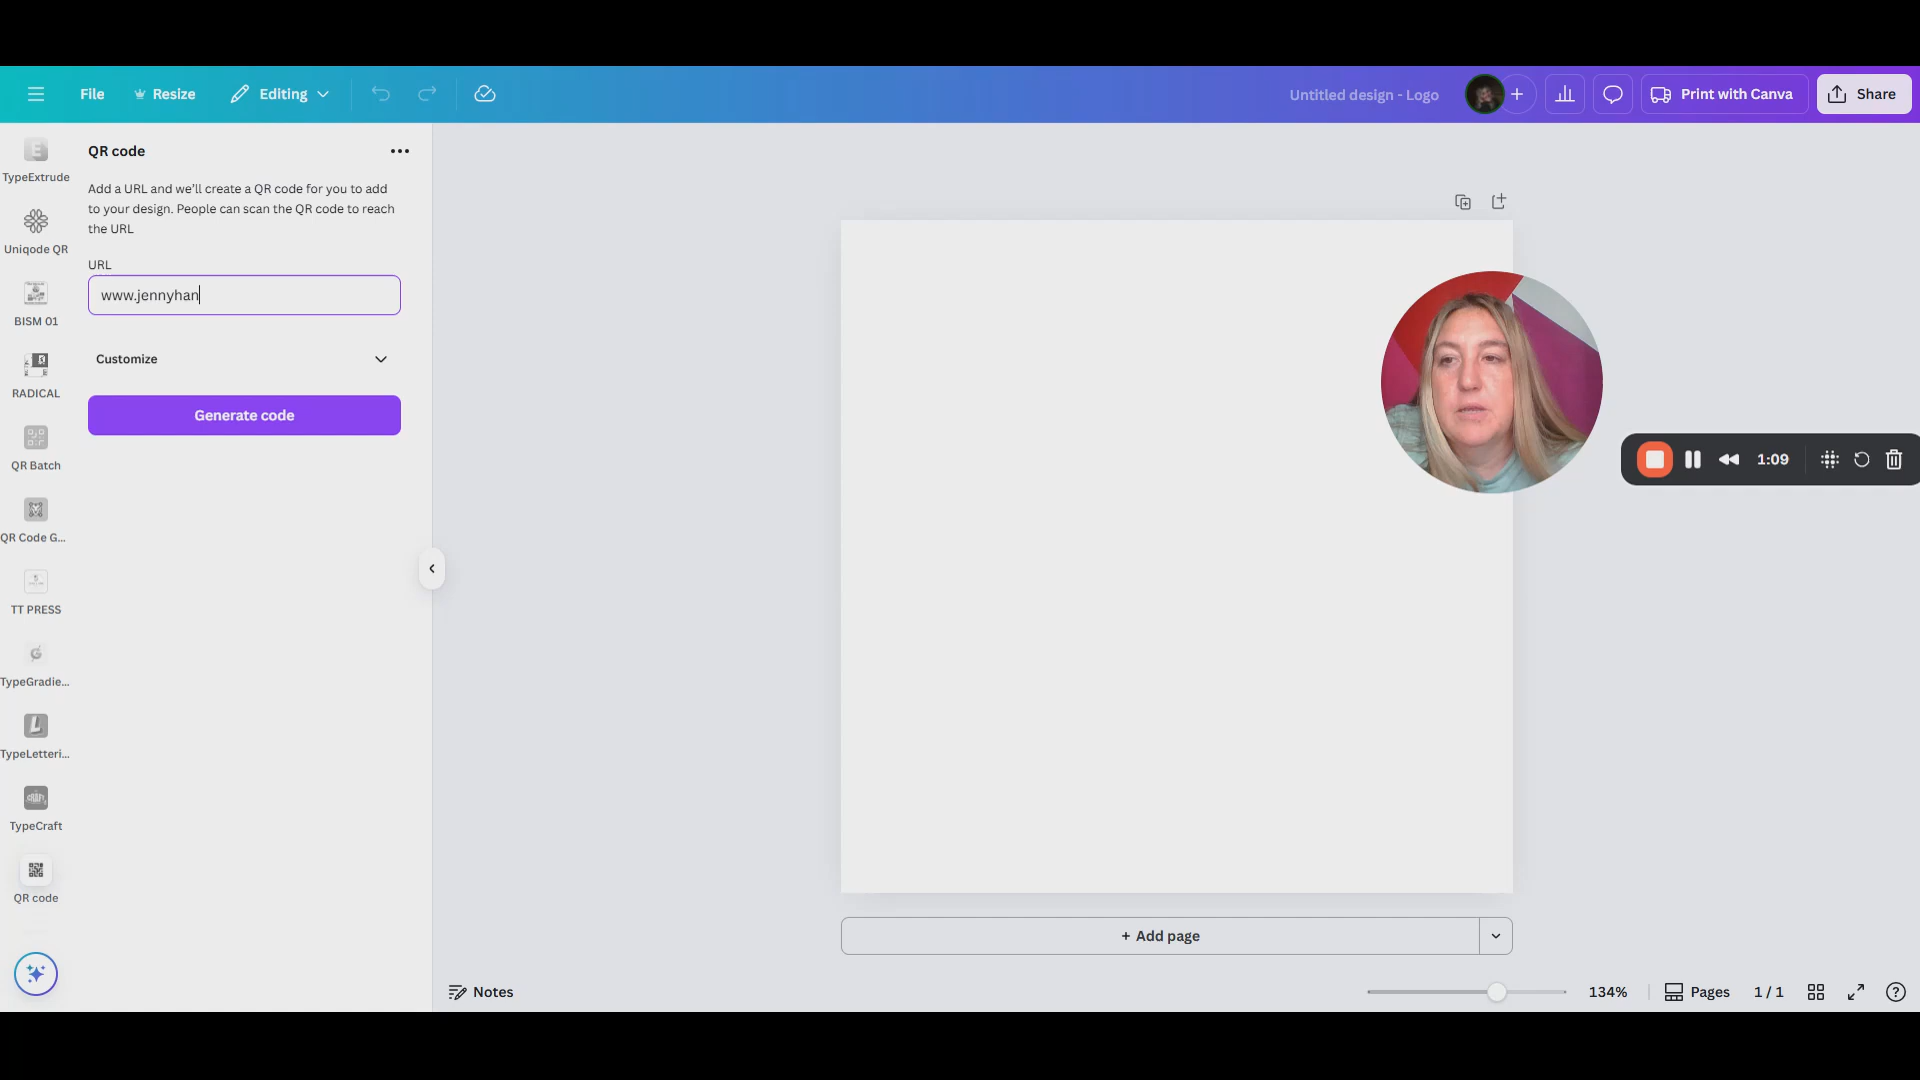 File
Resize
Editing
Untitled design - Logo
Print with Canva
Share
TypeExtrude
Uniqode QR
BISM 01
RADICAL
QR Batch
QR Code G...
TT PRESS
TypeGradie...
TypeLetteri...
TypeCraft
QR code
QR code
Add a URL and we'll create a QR code for you to add
to your design. People can scan the QR code to reach
the URL
URL
www.jennyhan
Customize
Generate code
1:09
+ Add page
Notes
134%
Pages
1 / 1